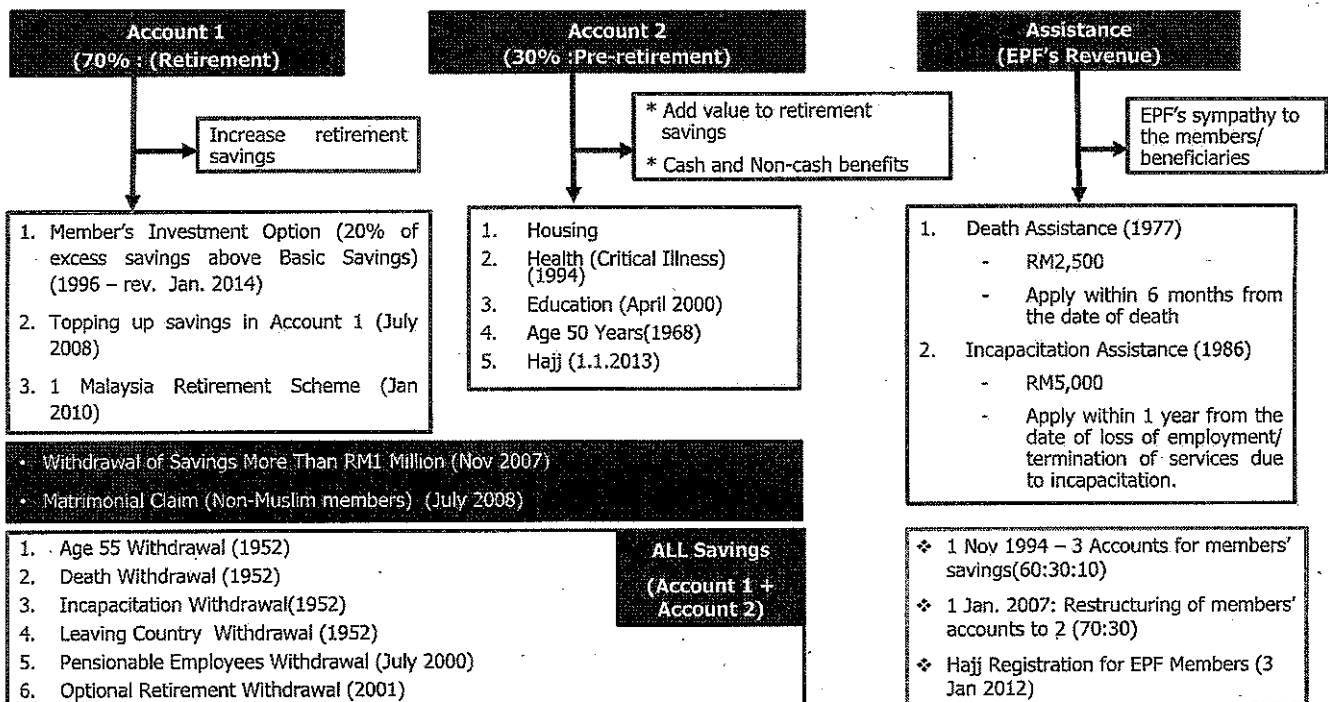 Account 1
(70% : (Retirement)
Increase retirement
savings
1. Member's Investment Option (20% of
excess savings above Basic Savings)
(1996 – rev. Jan. 2014)
2. Topping up savings in Account 1 (July
2008)
3. 1 Malaysia Retirement Scheme (Jan
2010)
Account 2
(30% :Pre-retirement)
* Add value to retirement
savings
* Cash and Non-cash benefits
1. Housing
2. Health (Critical Illness)
(1994)
3. Education (April 2000)
4. Age 50 Years(1968)
5. Hajj (1.1.2013)
Assistance
(EPF's Revenue)
EPF's sympathy to
the members/
beneficiaries
1. Death Assistance (1977)
- RM2,500
- Apply within 6 months from
the date of death
2. Incapacitation Assistance (1986)
- RM5,000
- Apply within 1 year from the
date of loss of employment/
termination of services due
to incapacitation.
• Withdrawal of Savings More Than RM1 Million (Nov 2007)
• Matrimonial Claim (Non-Muslim members) (July 2008)
1. Age 55 Withdrawal (1952)
2. Death Withdrawal (1952)
3. Incapacitation Withdrawal(1952)
4. Leaving Country Withdrawal (1952)
5. Pensionable Employees Withdrawal (July 2000)
6. Optional Retirement Withdrawal (2001)
ALL Savings
(Account 1 +
Account 2)
❖ 1 Nov 1994 – 3 Accounts for members'
savings(60:30:10)
❖ 1 Jan. 2007: Restructuring of members'
accounts to 2 (70:30)
❖ Hajj Registration for EPF Members (3
Jan 2012)